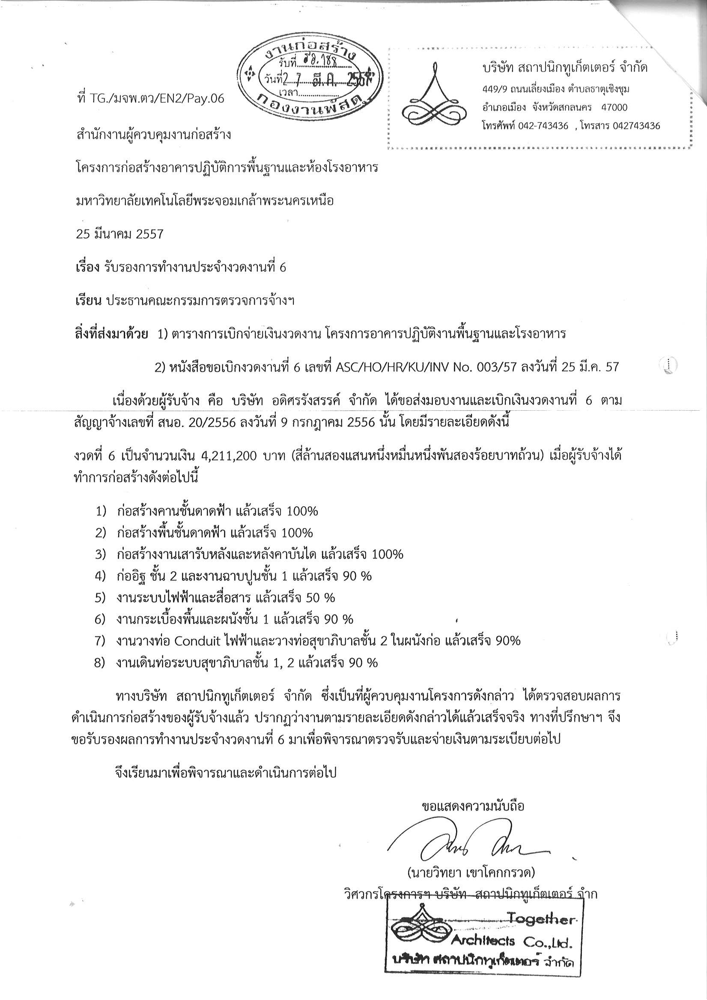 งานก่อสร้าง
รับที่
วันที่ 27 มี.ค. 2557
เวลา
กองงานพัสดุ
บริษัท สถาปนิกทูเก็ตเตอร์ จำกัด
449/9 ถนนเลี่ยงเมือง ตำบลธาตุเชิงชุม
อำเภอเมือง จังหวัดสกลนคร 47000
โทรศัพท์ 042-743436 , โทรสาร 042743436
ที่ TG./มจพ.ตว/EN2/Pay.06
สำนักงานผู้ควบคุมงานก่อสร้าง
โครงการก่อสร้างอาคารปฏิบัติการพื้นฐานและห้องโรงอาหาร
มหาวิทยาลัยเทคโนโลยีพระจอมเกล้าพระนครเหนือ
25 มีนาคม 2557
เรื่อง รับรองการทำงานประจำงวดงานที่ 6
เรียน ประธานคณะกรรมการตรวจการจ้างฯ
สิ่งที่ส่งมาด้วย 1) ตารางการเบิกจ่ายเงินงวดงาน โครงการอาคารปฏิบัติงานพื้นฐานและโรงอาหาร
2) หนังสือขอเบิกงวดงานที่ 6 เลขที่ ASC/HO/HR/KU/INV No. 003/57 ลงวันที่ 25 มี.ค. 57
เนื่องด้วยผู้รับจ้าง คือ บริษัท อดิศรรังสรรค์ จำกัด ได้ขอส่งมอบงานและเบิกเงินงวดงานที่ 6 ตาม
สัญญาจ้างเลขที่ สนอ. 20/2556 ลงวันที่ 9 กรกฎาคม 2556 นั้น โดยมีรายละเอียดดังนี้
งวดที่ 6 เป็นจำนวนเงิน 4,211,200 บาท (สี่ล้านสองแสนหนึ่งหมื่นหนึ่งพันสองร้อยบาทถ้วน) เมื่อผู้รับจ้างได้
ทำการก่อสร้างดังต่อไปนี้
1) ก่อสร้างคานชั้นดาดฟ้า แล้วเสร็จ 100%
2) ก่อสร้างพื้นชั้นดาดฟ้า แล้วเสร็จ 100%
3) ก่อสร้างงานเสารับหลังและหลังคาบันได แล้วเสร็จ 100%
4) ก่ออิฐ ชั้น 2 และงานฉาบปูนชั้น 1 แล้วเสร็จ 90 %
5) งานระบบไฟฟ้าและสื่อสาร แล้วเสร็จ 50 %
6) งานกระเบื้องพื้นและผนังชั้น 1 แล้วเสร็จ 90 %
7) งานวางท่อ Conduit ไฟฟ้าและวางท่อสุขาภิบาลชั้น 2 ในผนังก่อ แล้วเสร็จ 90%
8) งานเดินท่อระบบสุขาภิบาลชั้น 1, 2 แล้วเสร็จ 90 %
ทางบริษัท สถาปนิกทูเก็ตเตอร์ จำกัด ซึ่งเป็นที่ผู้ควบคุมงานโครงการดังกล่าว ได้ตรวจสอบผลการ
ดำเนินการก่อสร้างของผู้รับจ้างแล้ว ปรากฏว่างานตามรายละเอียดดังกล่าวได้แล้วเสร็จจริง ทางที่ปรึกษาฯ จึง
ขอรับรองผลการทำงานประจำงวดงานที่ 6 มาเพื่อพิจารณาตรวจรับและจ่ายเงินตามระเบียบต่อไป
จึงเรียนมาเพื่อพิจารณาและดำเนินการต่อไป
ขอแสดงความนับถือ
(นายวิทยา เขาโคกกรวด)
วิศวกรโครงการฯ บริษัท สถาปนิกทูเก็ตเตอร์ จำก
Together
Architects Co.,Ltd.
บริษัท สถาปนิกทูเก็ตเตอร์ จำกัด